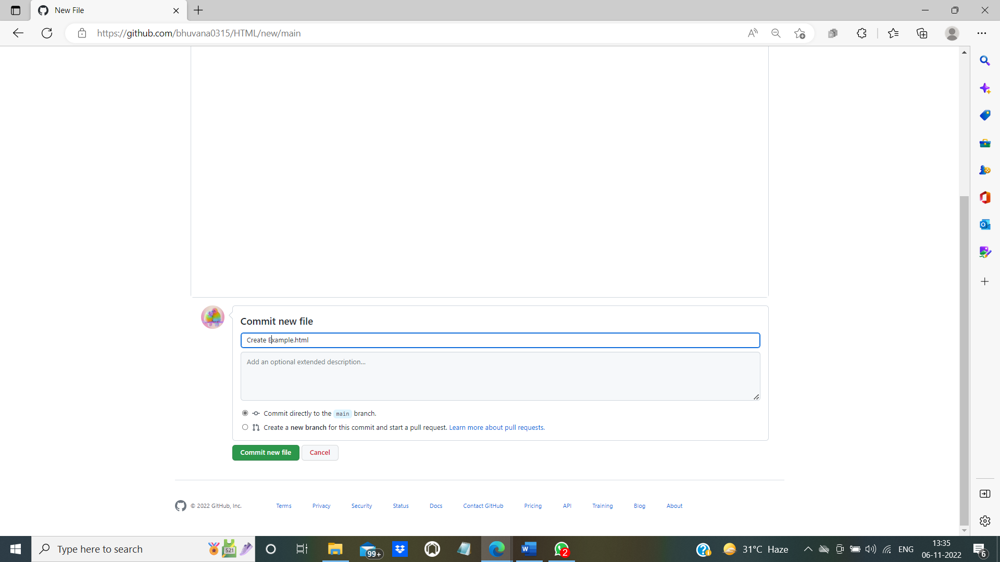 New File
https://github.com/bhuvana0315/HTML/new/main
Commit new file
Create Example.html
Add an optional extended description...
Commit directly to the main branch.
Create a new branch for this commit and start a pull request. Learn more about pull requests.
Commit new file Cancel
© 2022 GitHub, Inc. Terms Privacy Security Status Docs Contact GitHub Pricing API Training Blog About
Type here to search 521 99+ W 2 31°C Haze ENG 13:35
06-11-2022 6